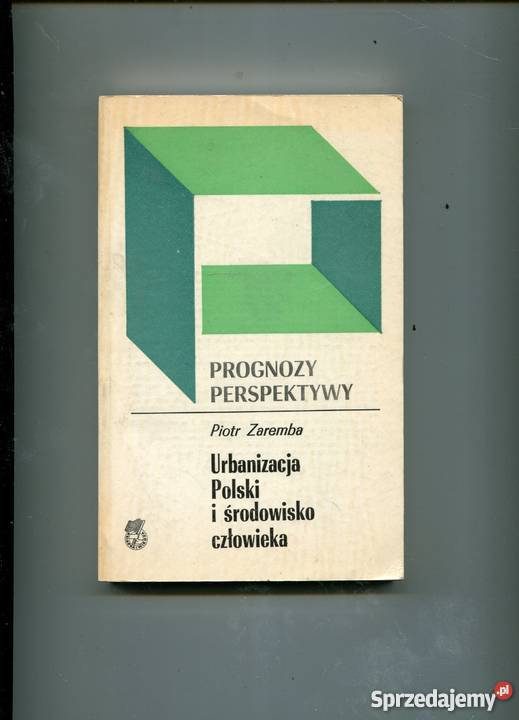 PROGNOZY
PERSPEKTYWY
Piotr Zaremba
Urbanizacja
Polski
i środowisko
człowieka
Sprzedajemy.pl